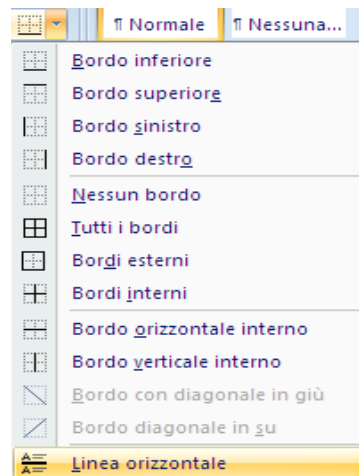 ¶ Normale ¶ Nessuna...
Bordo inferiore
Bordo superiore
Bordo sinistro
Bordo destro
Nessun bordo
Tutti i bordi
Bordi esterni
Bordi interni
Bordo orizzontale interno
Bordo verticale interno
Bordo con diagonale in giù
Bordo diagonale in su
Linea orizzontale